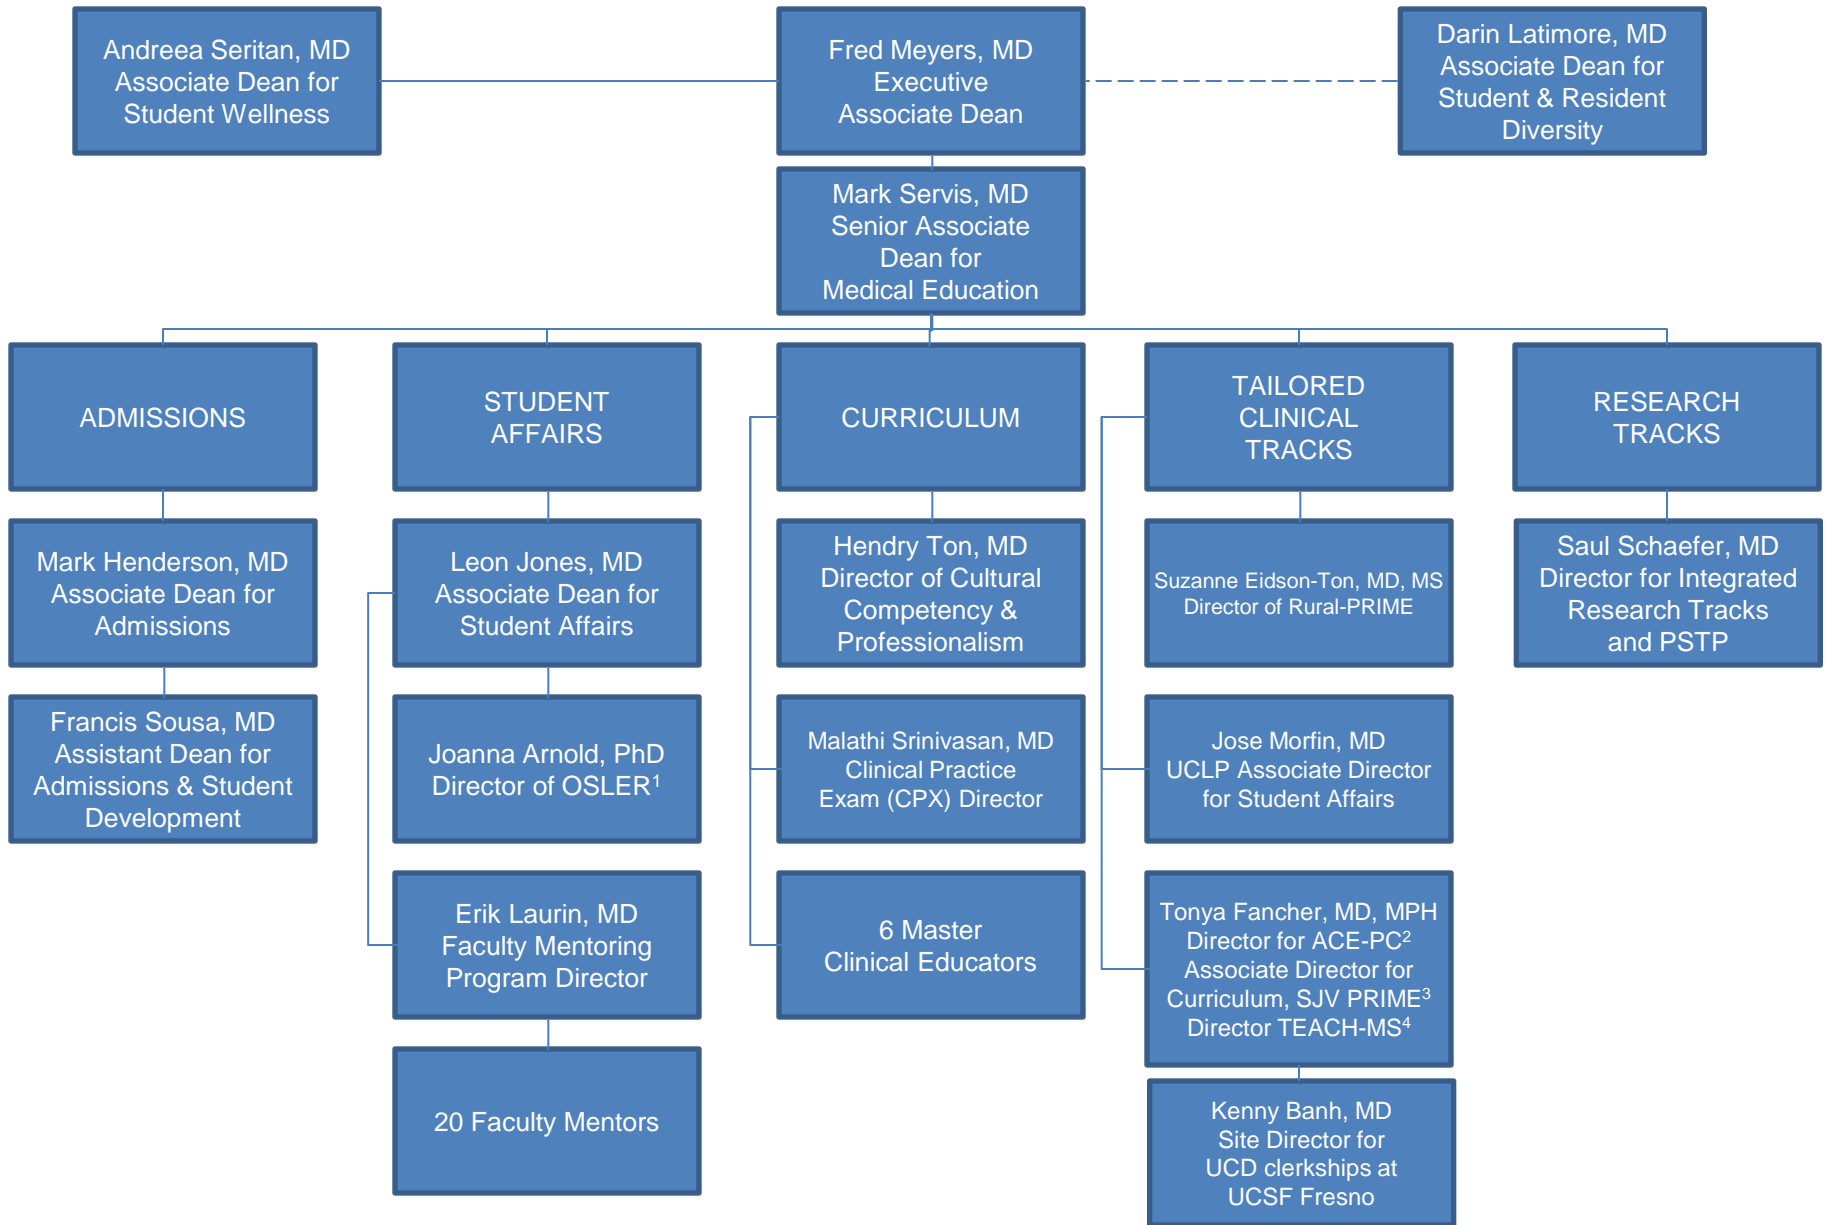 Andreea Seritan, MD
Associate Dean for
Student Wellness
Fred Meyers, MD
Executive
Associate Dean
Darin Latimore, MD
Associate Dean for
Student & Resident
Diversity
Mark Servis, MD
Senior Associate
Dean for
Medical Education
ADMISSIONS
STUDENT
AFFAIRS
CURRICULUM
TAILORED
CLINICAL
TRACKS
RESEARCH
TRACKS
Mark Henderson, MD
Associate Dean for
Admissions
Leon Jones, MD
Associate Dean for
Student Affairs
Hendry Ton, MD
Director of Cultural
Competency &
Professionalism
Suzanne Eidson-Ton, MD, MS
Director of Rural-PRIME
Saul Schaefer, MD
Director for Integrated
Research Tracks
and PSTP
Francis Sousa, MD
Assistant Dean for
Admissions & Student
Development
Joanna Arnold, PhD
Director of OSLER¹
Malathi Srinivasan, MD
Clinical Practice
Exam (CPX) Director
Jose Morfin, MD
UCLP Associate Director
for Student Affairs
Erik Laurin, MD
Faculty Mentoring
Program Director
6 Master
Clinical Educators
Tonya Fancher, MD, MPH
Director for ACE-PC²
Associate Director for
Curriculum, SJV PRIME³
Director TEACH-MS⁴
20 Faculty Mentors
Kenny Banh, MD
Site Director for
UCD clerkships at
UCSF Fresno